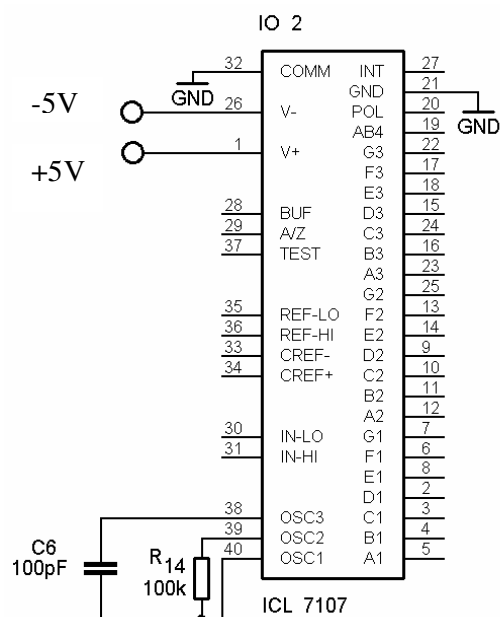 IO 2
32 COMM INT 27
GND GND 21
-5V 26 V- POL 20 GND
AB4 19
+5V 1 V+ G3 22
F3 17
E3 18
28 BUF D3 15
29 A/Z C3 24
37 TEST B3 16
A3 23
G2 25
35 REF-LO F2 13
36 REF-HI E2 14
33 CREF- D2 9
34 CREF+ C2 10
B2 11
A2 12
30 IN-LO G1 7
31 IN-HI F1 6
E1 8
D1 2
38 OSC3 C1 3
39 OSC2 B1 4
40 OSC1 A1 5
C6
100pF
R14
100k
ICL 7107